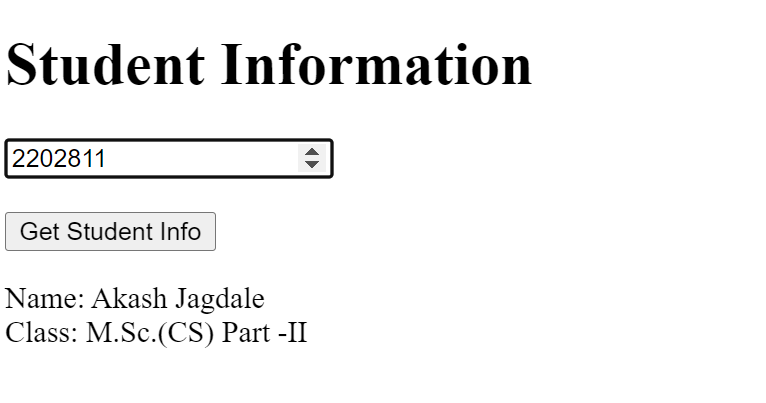 Student Information
2202811
Get Student Info
Name: Akash Jagdale
Class: M.Sc.(CS) Part -II